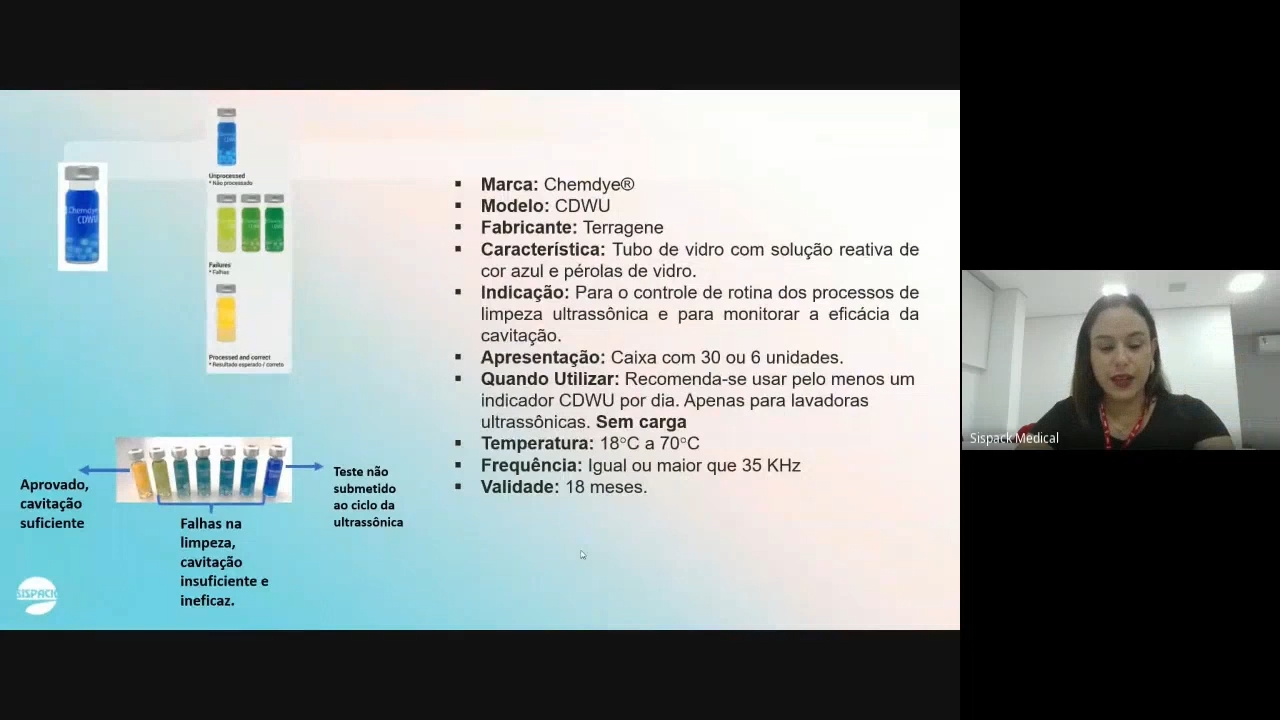 Chemdye
CDWU
Unprocessed
* Não processado
Failures
* Falhas
Processed and correct
* Resultado esperado / correto
Aprovado,
cavitação
suficiente
Falhas na
limpeza,
cavitação
insuficiente e
ineficaz.
Teste não
submetido
ao ciclo da
ultrassônica
SISPACK
▪ Marca: Chemdye®
▪ Modelo: CDWU
▪ Fabricante: Terragene
▪ Característica: Tubo de vidro com solução reativa de
cor azul e pérolas de vidro.
▪ Indicação: Para o controle de rotina dos processos de
limpeza ultrassônica e para monitorar a eficácia da
cavitação.
▪ Apresentação: Caixa com 30 ou 6 unidades.
▪ Quando Utilizar: Recomenda-se usar pelo menos um
indicador CDWU por dia. Apenas para lavadoras
ultrassônicas. Sem carga
▪ Temperatura: 18°C a 70°C
▪ Frequência: Igual ou maior que 35 KHz
▪ Validade: 18 meses.
Sispack Medical